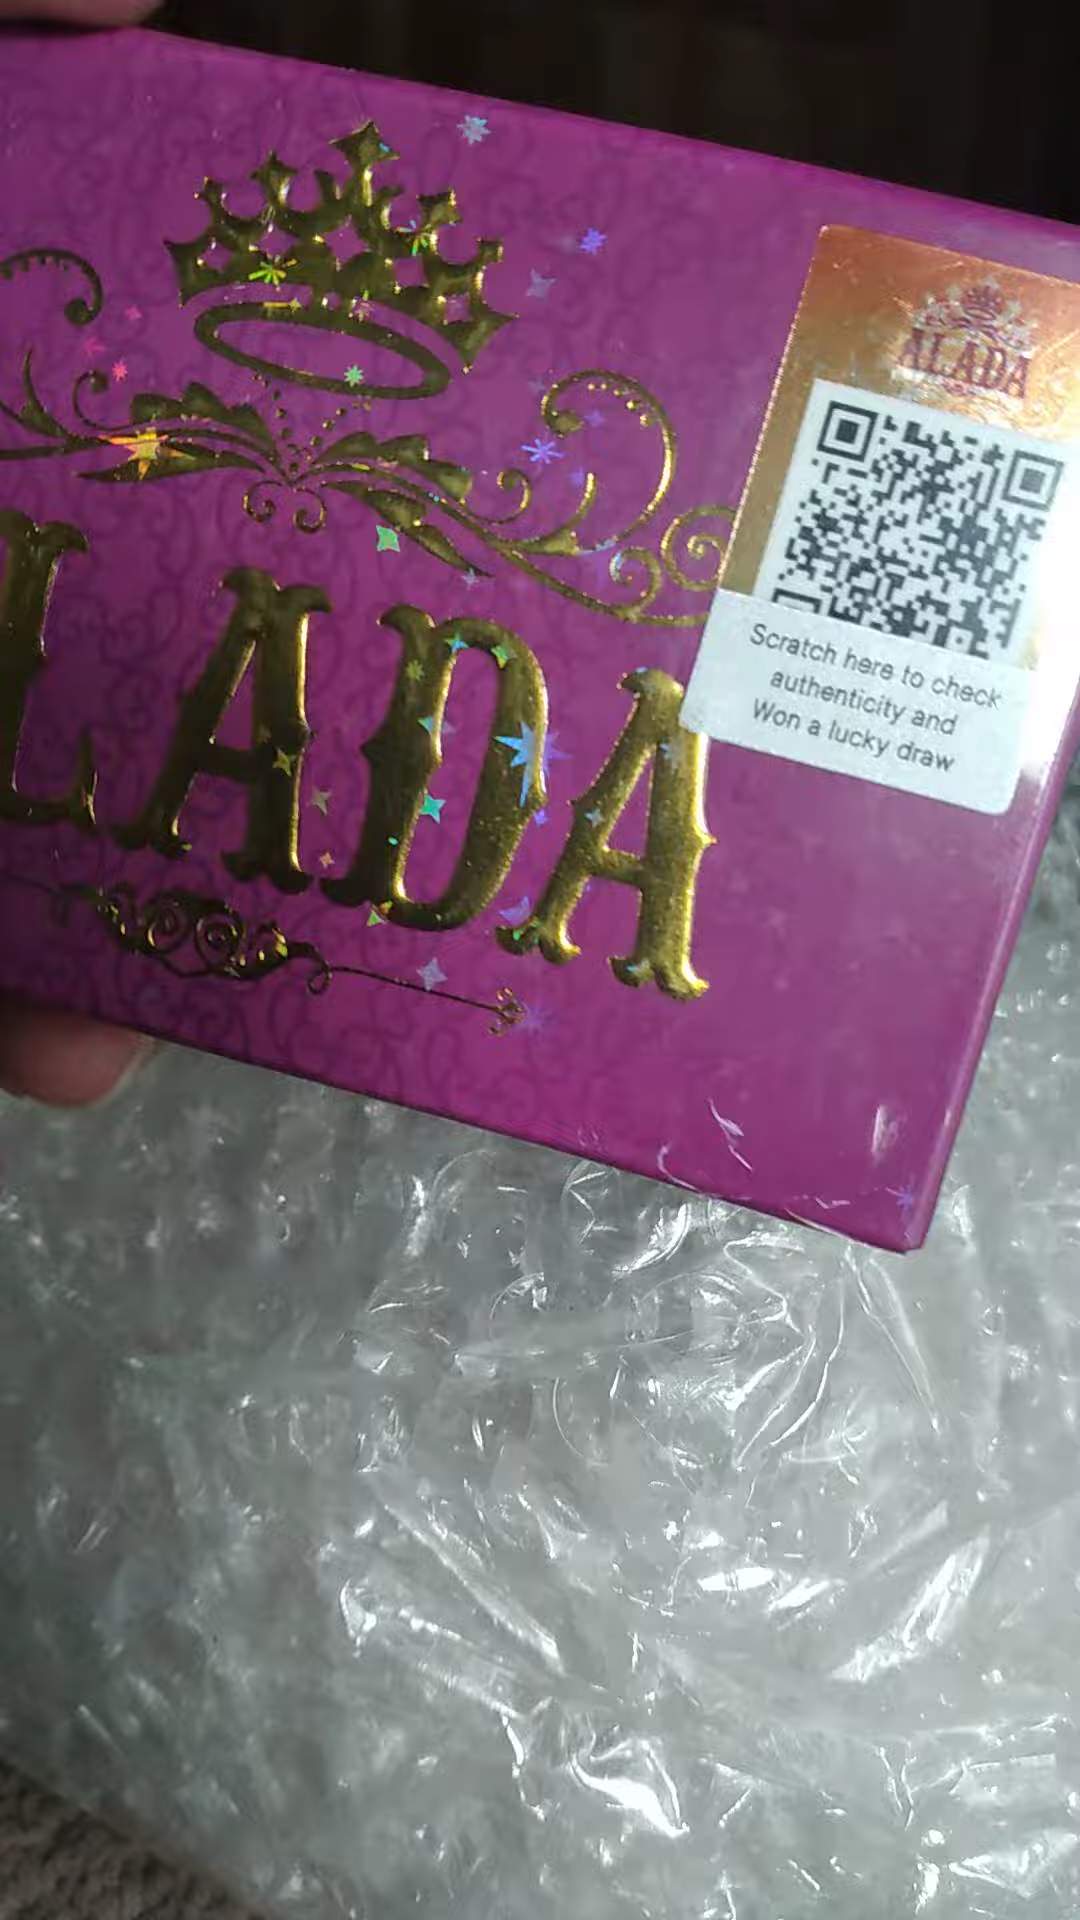 ALADA
LADA
Scratch here to check
authenticity and
Won a lucky draw